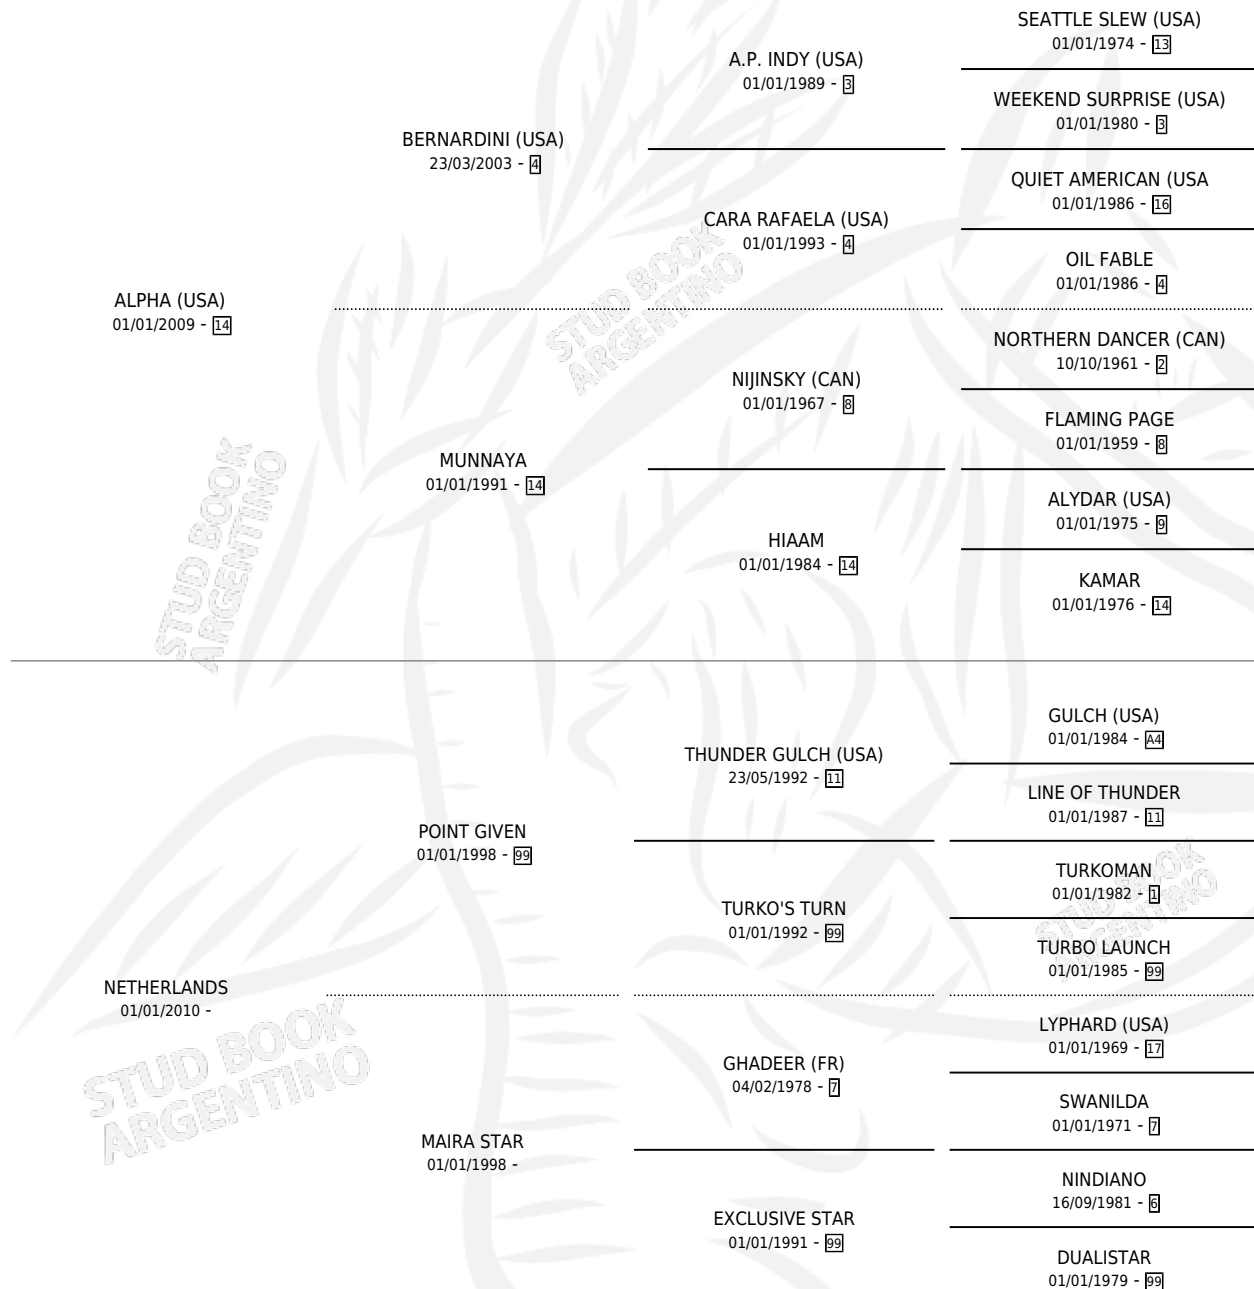 SEATTLE SLEW (USA)
01/01/1974 - 13
A.P. INDY (USA)
01/01/1989 - 3
WEEKEND SURPRISE (USA)
01/01/1980 - 3
BERNARDINI (USA)
23/03/2003 - 4
QUIET AMERICAN (USA
01/01/1986 - 16
CARA RAFAELA (USA)
01/01/1993 - 4
OIL FABLE
01/01/1986 - 4
ALPHA (USA)
01/01/2009 - 14
NORTHERN DANCER (CAN)
10/10/1961 - 2
NIJINSKY (CAN)
01/01/1967 - 8
FLAMING PAGE
01/01/1959 - 8
MUNNAYA
01/01/1991 - 14
ALYDAR (USA)
01/01/1975 - 9
HIAAM
01/01/1984 - 14
KAMAR
01/01/1976 - 14
GULCH (USA)
01/01/1984 - A4
THUNDER GULCH (USA)
23/05/1992 - 11
LINE OF THUNDER
01/01/1987 - 11
POINT GIVEN
01/01/1998 - 99
TURKOMAN
01/01/1982 - 1
TURKO'S TURN
01/01/1992 - 99
TURBO LAUNCH
01/01/1985 - 99
NETHERLANDS
01/01/2010 -
LYPHARD (USA)
01/01/1969 - 17
GHADEER (FR)
04/02/1978 - 7
SWANILDA
01/01/1971 - 7
MAIRA STAR
01/01/1998 -
NINDIANO
16/09/1981 - 6
EXCLUSIVE STAR
01/01/1991 - 99
DUALISTAR
01/01/1979 - 99
STUD BOOK
ARGENTINO
STUD BOOK
ARGENTINO
STUD BOOK
ARGENTINO
STUD BOOK
ARGENTINO